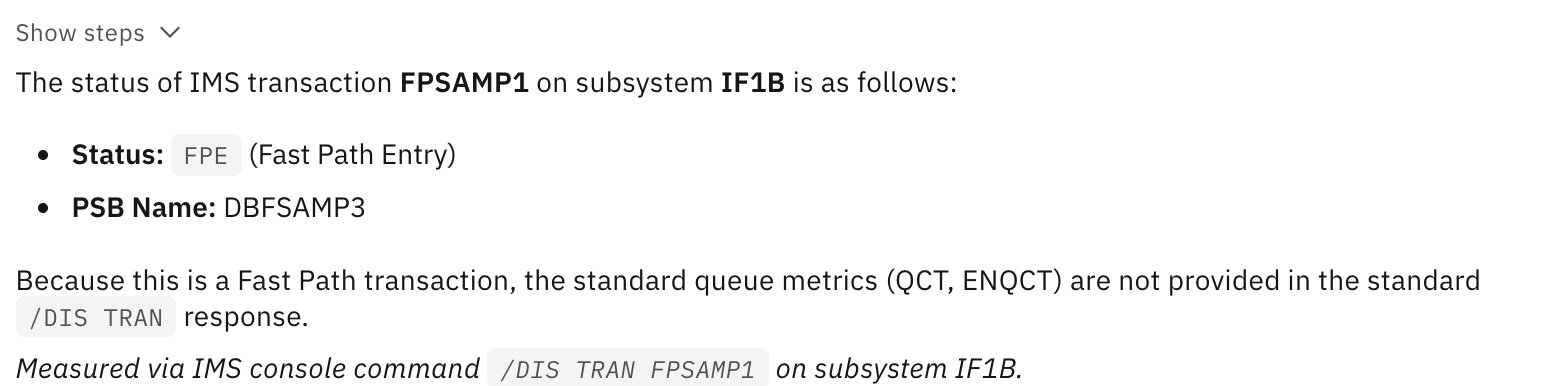 Show steps
The status of IMS transaction FPSAMP1 on subsystem IF1B is as follows:
• Status: FPE (Fast Path Entry)
• PSB Name: DBFSAMP3
Because this is a Fast Path transaction, the standard queue metrics (QCT, ENQCT) are not provided in the standard
/DIS TRAN response.
Measured via IMS console command /DIS TRAN FPSAMP1 on subsystem IF1B.